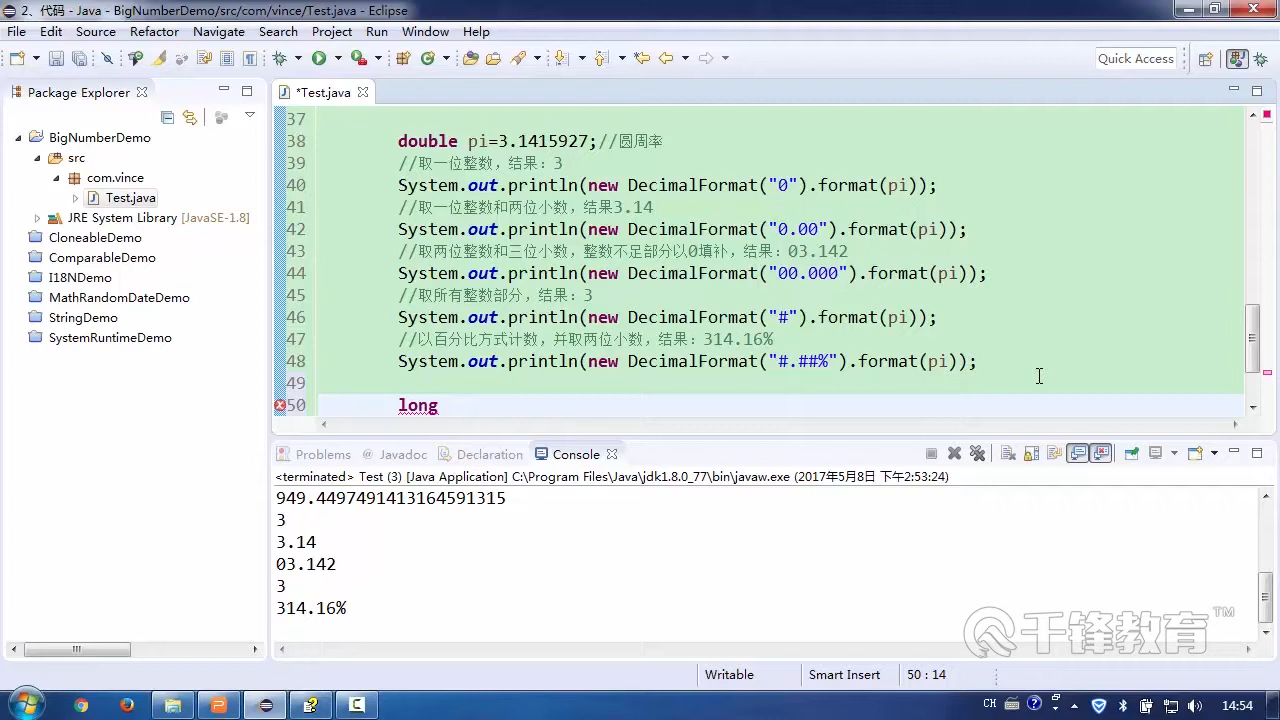 2、代码 - Java - BigNumberDemo/src/com/vince/Test.java - Eclipse
File Edit Source Refactor Navigate Search Project Run Window Help
Quick Access
Package Explorer
*Test.java
BigNumberDemo
src
com.vince
Test.java
JRE System Library [JavaSE-1.8]
CloneableDemo
ComparableDemo
I18NDemo
MathRandomDateDemo
StringDemo
SystemRuntimeDemo
37
38 double pi=3.1415927;//圆周率
39 //取一位整数，结果：3
40 System.out.println(new DecimalFormat("0").format(pi));
41 //取一位整数和两位小数，结果3.14
42 System.out.println(new DecimalFormat("0.00").format(pi));
43 //取两位整数和三位小数，整数不足部分以0填补，结果：03.142
44 System.out.println(new DecimalFormat("00.000").format(pi));
45 //取所有整数部分，结果：3
46 System.out.println(new DecimalFormat("#").format(pi));
47 //以百分比方式计数，并取两位小数，结果：314.16%
48 System.out.println(new DecimalFormat("#.##%").format(pi));
49
50 long
Problems @ Javadoc Declaration Console
<terminated> Test (3) [Java Application] C:\Program Files\Java\jdk1.8.0_77\bin\javaw.exe (2017年5月8日 下午2:53:24)
949.4497491413164591315
3
3.14
03.142
3
314.16%
千锋教育™
Writable Smart Insert 50 : 14
CH 14:54